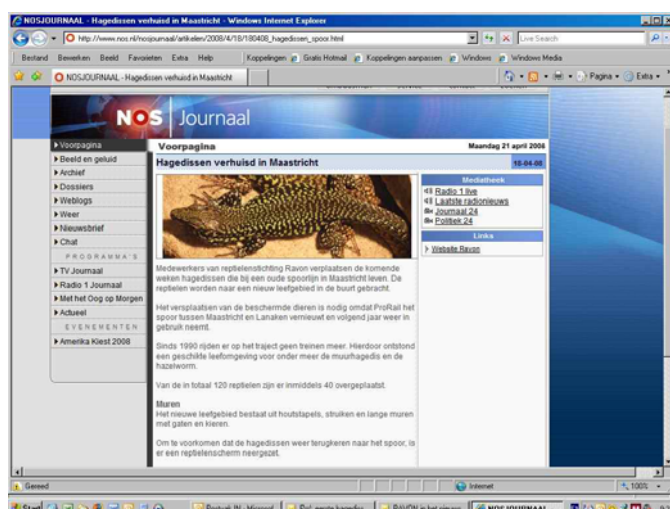 NOSJOURNAAL - Hagedissen verhuisd in Maastricht - Windows Internet Explorer
http://www.nos.nl/nosjournaal/artikelen/2008/4/18/180408_hagedissen_spoor.html
Live Search
Bestand Bewerken Beeld Favorieten Extra Help Koppelingen Gratis Hotmail Koppelingen aanpassen Windows Windows Media
NOSJOURNAAL - Hagedissen verhuisd in Maastricht
Pagina Extra
NOS Journaal
Voorpagina
Beeld en geluid
Archief
Dossiers
Weblogs
Weer
Nieuwsbrief
Chat
PROGRAMMA'S
TV Journaal
Radio 1 Journaal
Met het Oog op Morgen
Actueel
EVENEMENTEN
Amerika Kiest 2008
Voorpagina Maandag 21 april 2008
Hagedissen verhuisd in Maastricht 18-04-08
Medewerkers van reptielenstichting Ravon verplaatsen de komende
weken hagedissen die bij een oude spoorlijn in Maastricht leven. De
reptielen worden naar een nieuw leefgebied in de buurt gebracht.
Het verplaatsen van de beschermde dieren is nodig omdat ProRail het
spoor tussen Maastricht en Lanaken vernieuwt en volgend jaar weer in
gebruik neemt.
Sinds 1990 rijden er op het traject geen treinen meer. Hierdoor ontstond
een geschikte leefomgeving voor onder meer de muurhagedis en de
hazelworm.
Van de in totaal 120 reptielen zijn er inmiddels 40 overgeplaatst.
Muren
Het nieuwe leefgebied bestaat uit houtstapels, struiken en lange muren
met gaten en kieren.
Om te voorkomen dat de hagedissen weer terugkeren naar het spoor, is
er een reptielenscherm neergezet.
Mediatheek
Radio 1 live
Laatste radionieuws
Journaal 24
Politiek 24
Links
Website Ravon
Gereed Internet 100%
Start